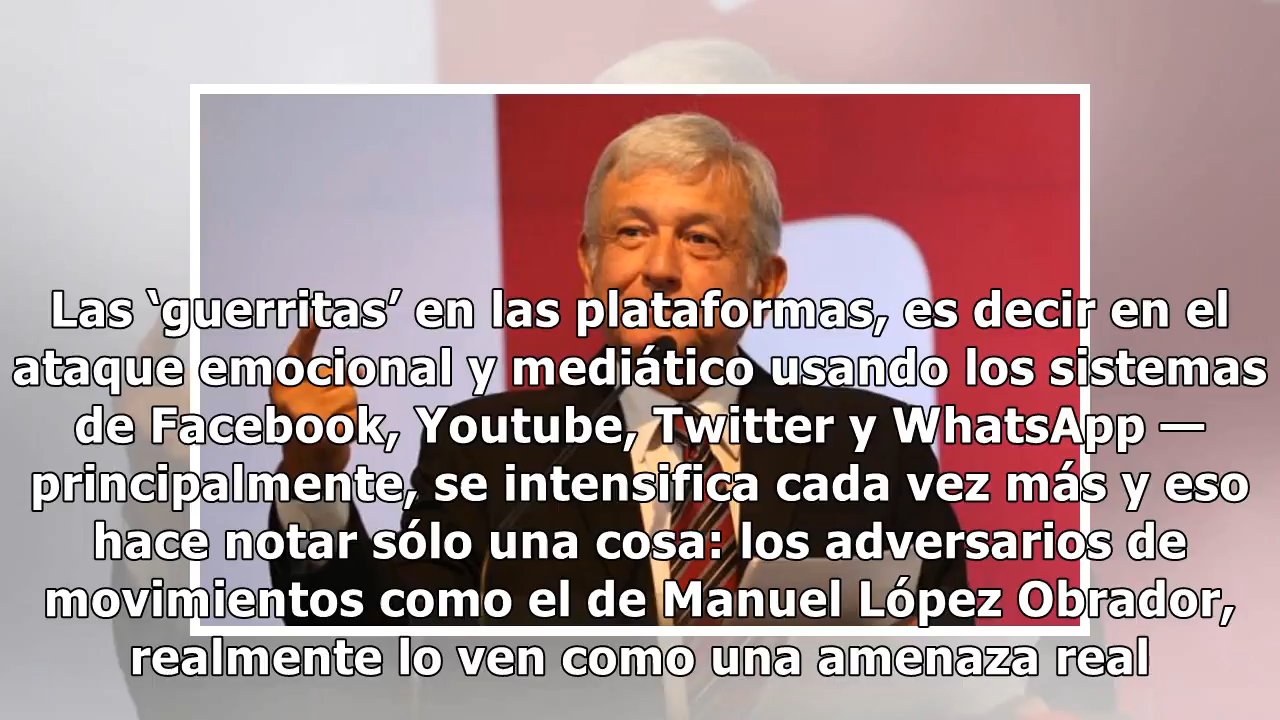 Las ‘guerritas’ en las plataformas, es decir en el
ataque emocional y mediático usando los sistemas
de Facebook, Youtube, Twitter y WhatsApp —
principalmente, se intensifica cada vez más y eso
hace notar sólo una cosa: los adversarios de
movimientos como el de Manuel López Obrador,
realmente lo ven como una amenaza real